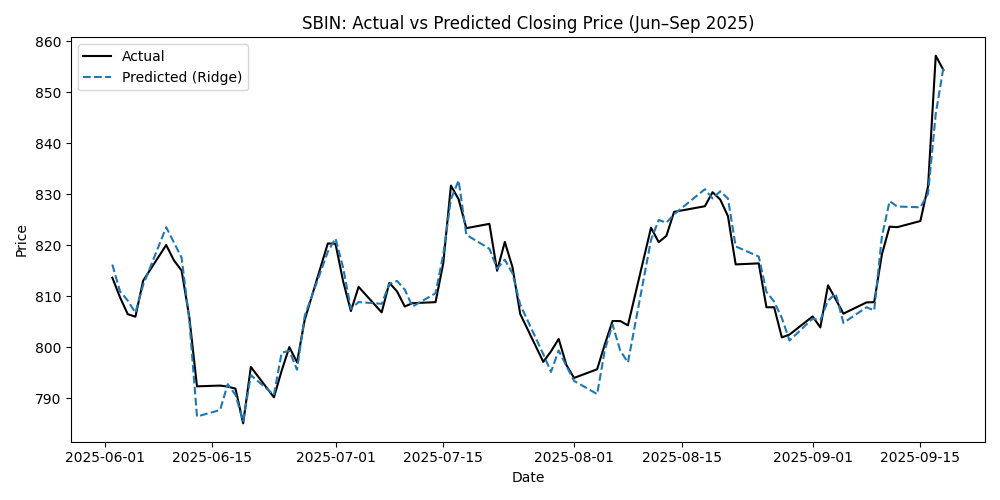 SBIN: Actual vs Predicted Closing Price (Jun–Sep 2025)
Actual
Predicted (Ridge)
860
850
840
830
820
810
800
790
Price
2025-06-01 2025-06-15 2025-07-01 2025-07-15 2025-08-01 2025-08-15 2025-09-01 2025-09-15
Date